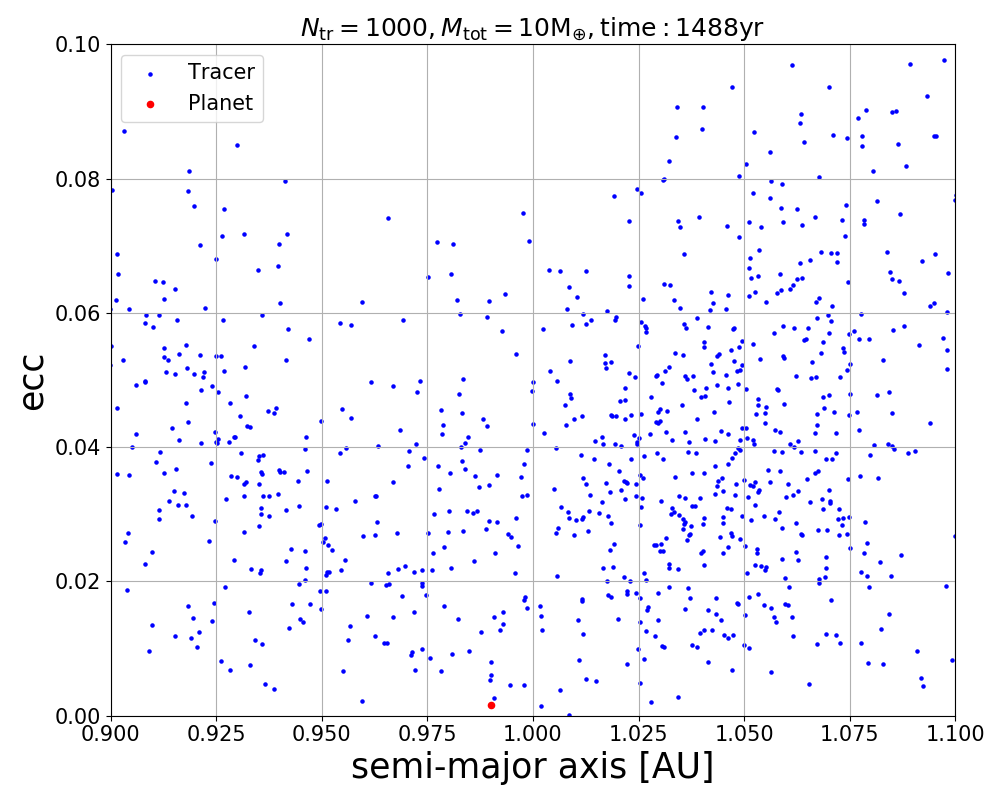 N_tr = 1000, M_tot = 10M_⊕, time : 1488yr
Tracer
Planet
ecc
0.10
0.08
0.06
0.04
0.02
0.00
0.900 0.925 0.950 0.975 1.000 1.025 1.050 1.075 1.100
semi-major axis [AU]